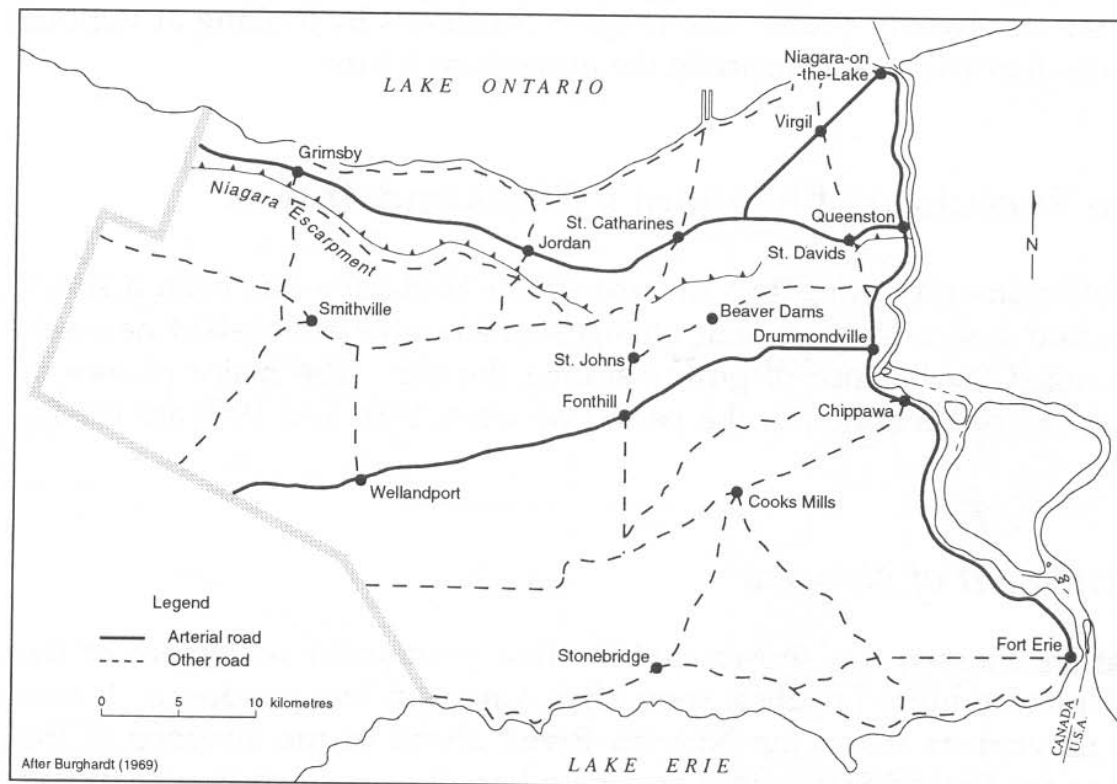 LAKE ONTARIO
Niagara-on
-the-Lake
Virgil
Grimsby
Niagara Escarpment
St. Catharines
Queenston
Jordan
St. Davids
N
Smithville
Beaver Dams
Drummondville
St. Johns
Fonthill
Chippawa
Wellandport
Cooks Mills
Legend
Arterial road
Other road
0 5 10 kilometres
Stonebridge
Fort Erie
CANADA
U.S.A.
After Burghardt (1969)
LAKE ERIE